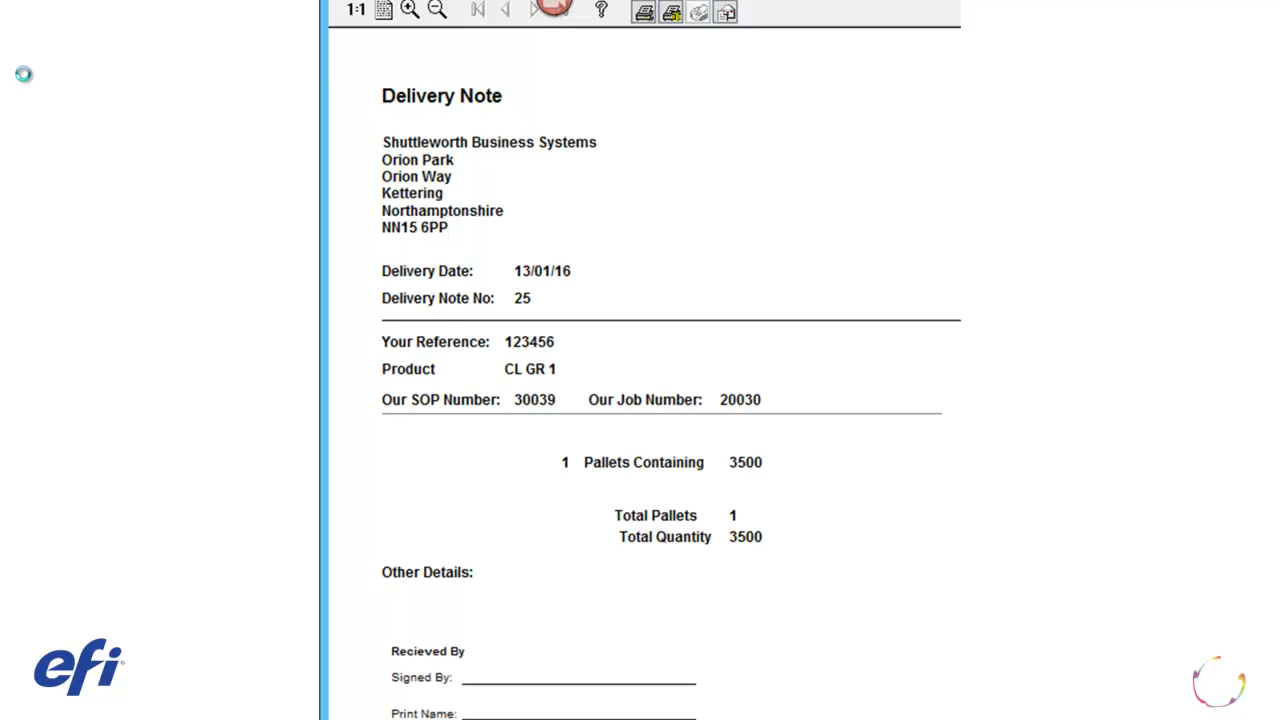 1:1 ?
Delivery Note
Shuttleworth Business Systems
Orion Park
Orion Way
Kettering
Northamptonshire
NN15 6PP
Delivery Date: 13/01/16
Delivery Note No: 25
Your Reference: 123456
Product CL GR 1
Our SOP Number: 30039 Our Job Number: 20030
1 Pallets Containing 3500
Total Pallets 1
Total Quantity 3500
Other Details:
Recieved By
Signed By:
Print Name:
efi